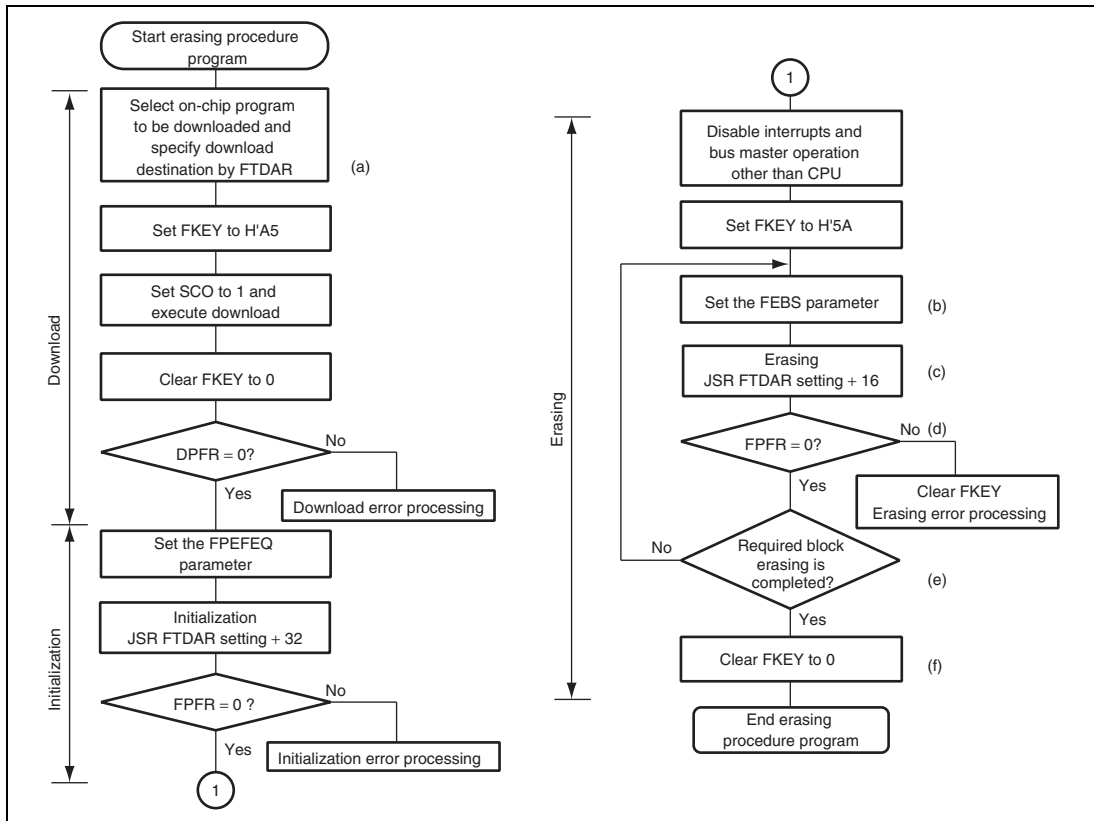 Start erasing procedure
program
Select on-chip program
to be downloaded and
specify download
destination by FTDAR
(a)
Set FKEY to H'A5
Set SCO to 1 and
execute download
Clear FKEY to 0
DPFR = 0?
No
Yes
Download error processing
Download
Set the FPEFEQ
parameter
Initialization
JSR FTDAR setting + 32
FPFR = 0 ?
No
Yes
Initialization error processing
Initialization
1
1
Disable interrupts and
bus master operation
other than CPU
Set FKEY to H'5A
Set the FEBS parameter
(b)
Erasing
JSR FTDAR setting + 16
(c)
FPFR = 0?
No
(d)
Yes
Clear FKEY
Erasing error processing
Required block
erasing is
completed?
No
(e)
Yes
Clear FKEY to 0
(f)
Erasing
End erasing
procedure program